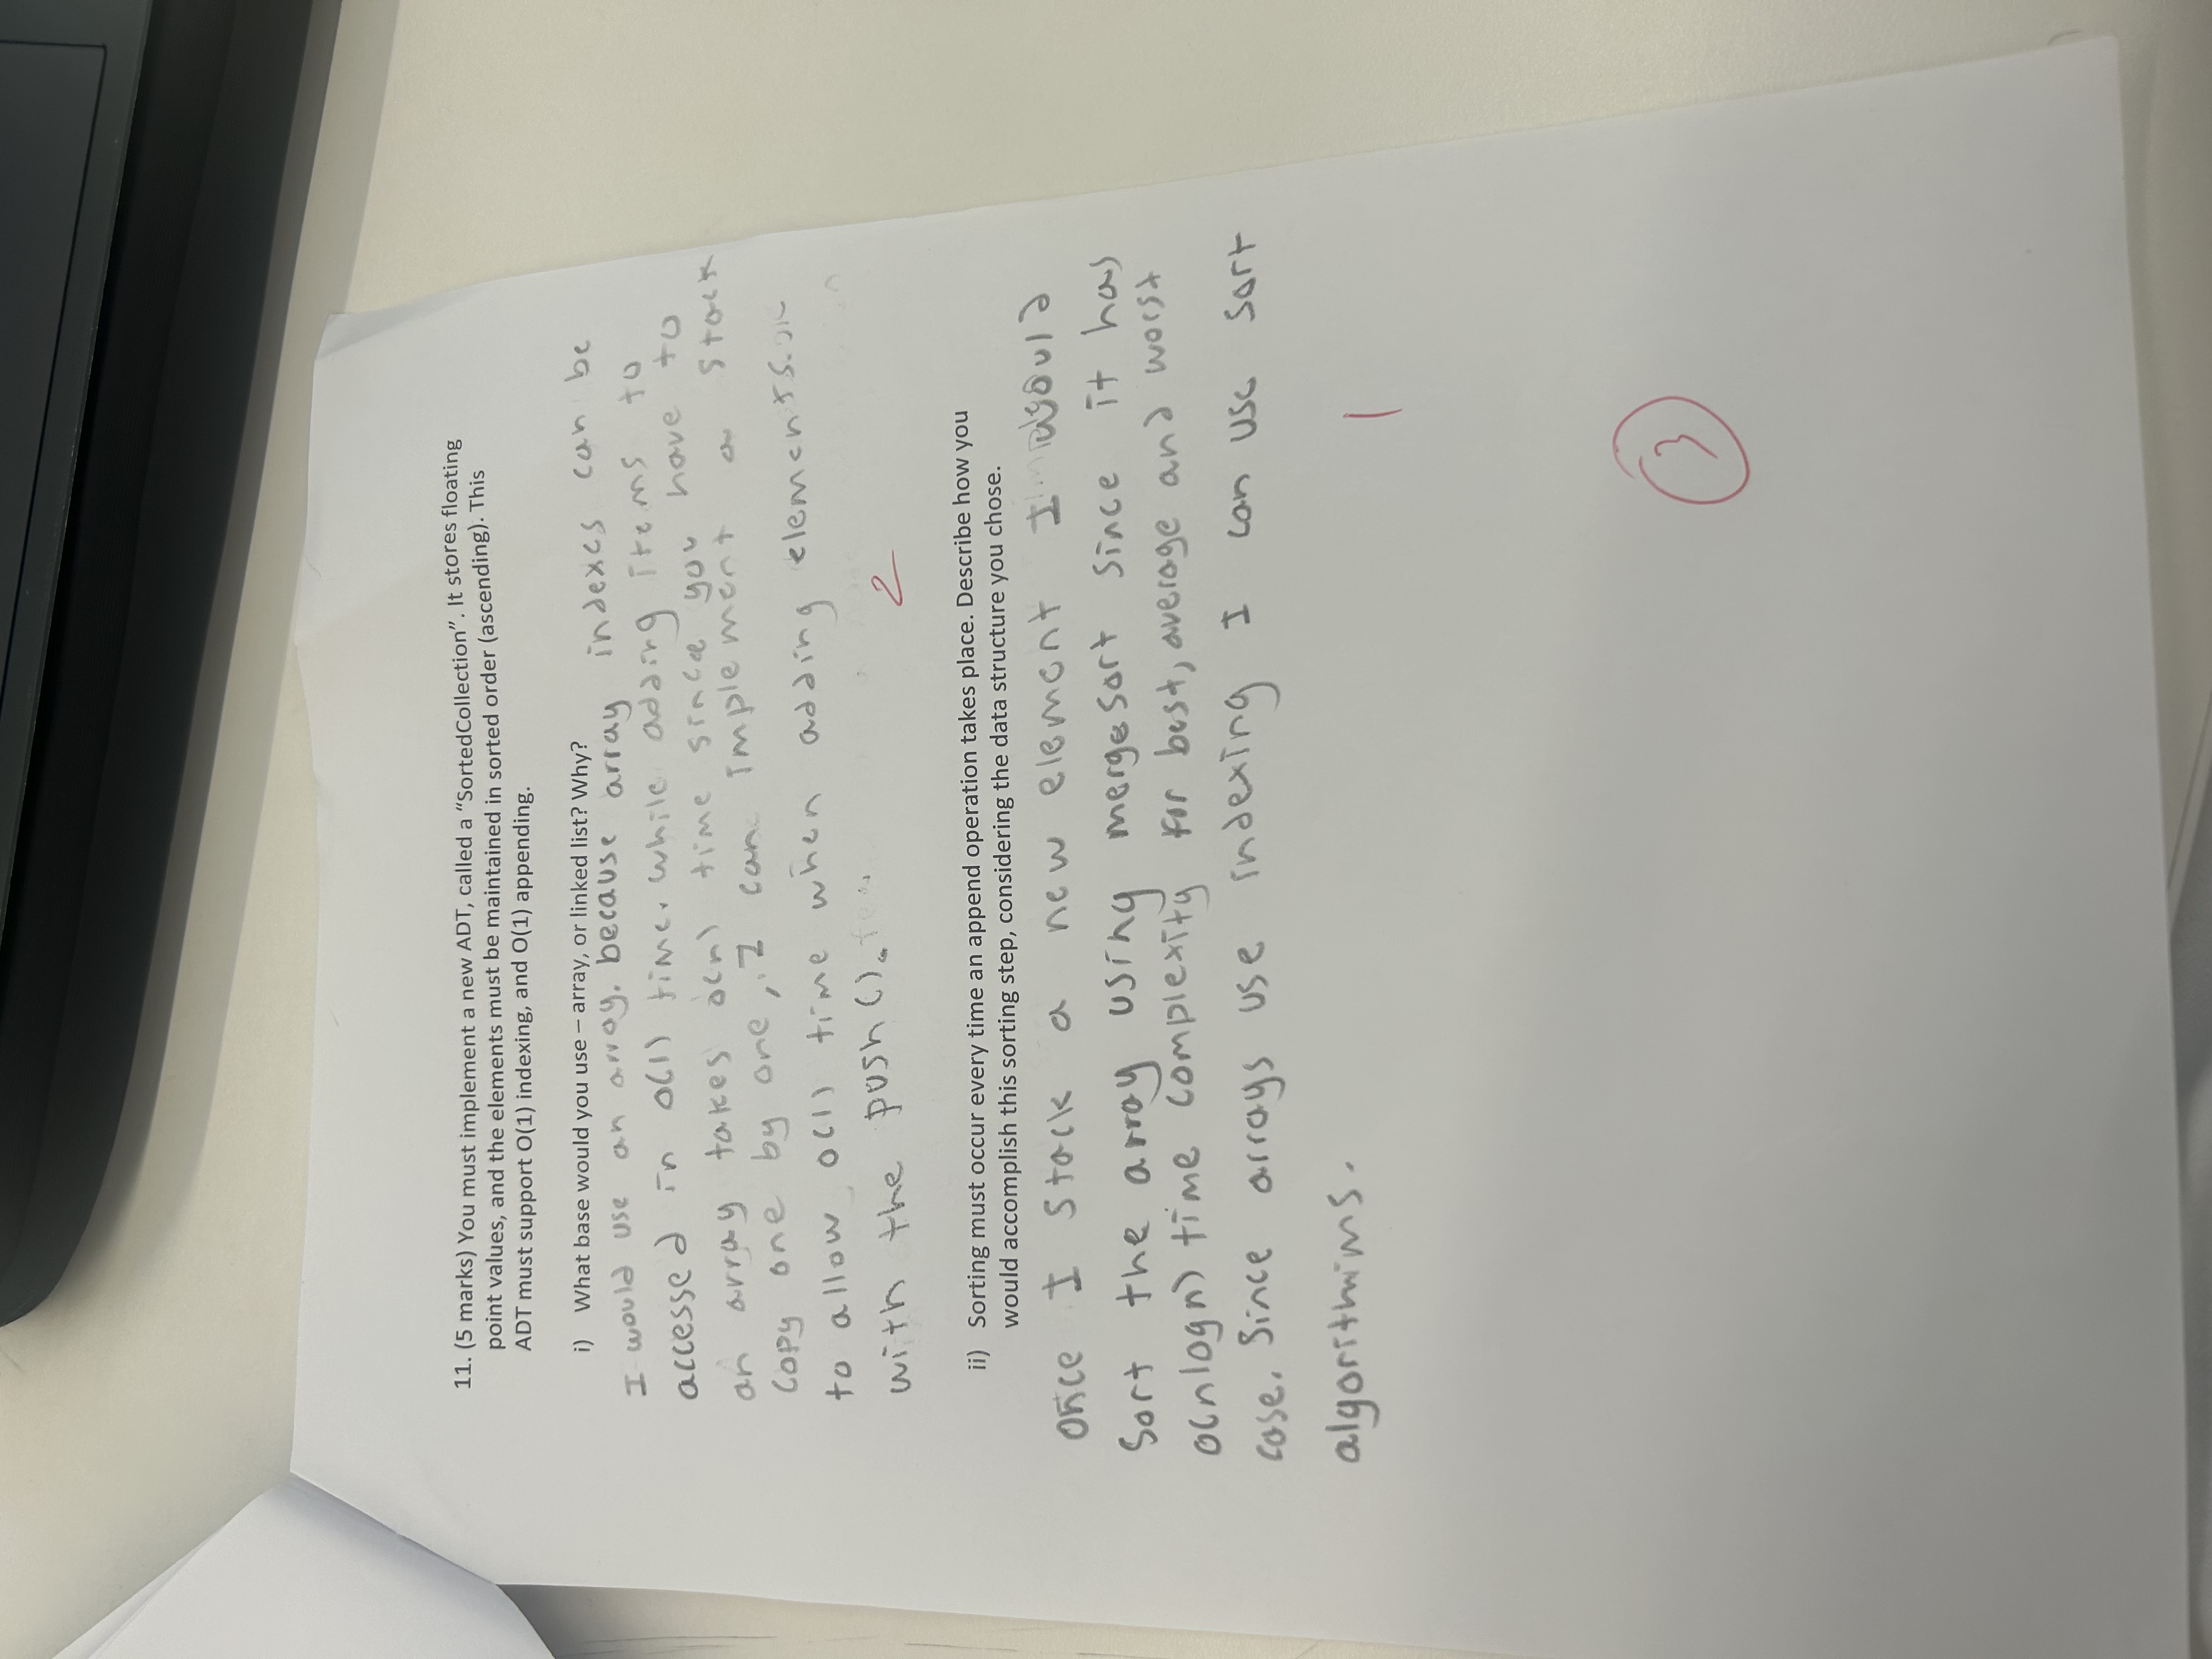 11. (5 marks) You must implement a new ADT, called a “SortedCollection”. It stores floating
point values, and the elements must be maintained in sorted order (ascending). This
ADT must support O(1) indexing, and O(1) appending.
i) What base would you use – array, or linked list? Why?
I would use an array. because array indexes can be
accessed in o(1) time. while adding items to
an array takes o(n) time since you have to
copy one by one, I can implement a stack
to allow o(1) time when adding elements.
with the push().
2
ii) Sorting must occur every time an append operation takes place. Describe how you
would accomplish this sorting step, considering the data structure you chose.
Once I stack a new element I would
Sort the array using mergesort since it has
o(nlogn) time complexity for best, average and worst
case. Since arrays use indexing I can use sort
algorithims.
1
3